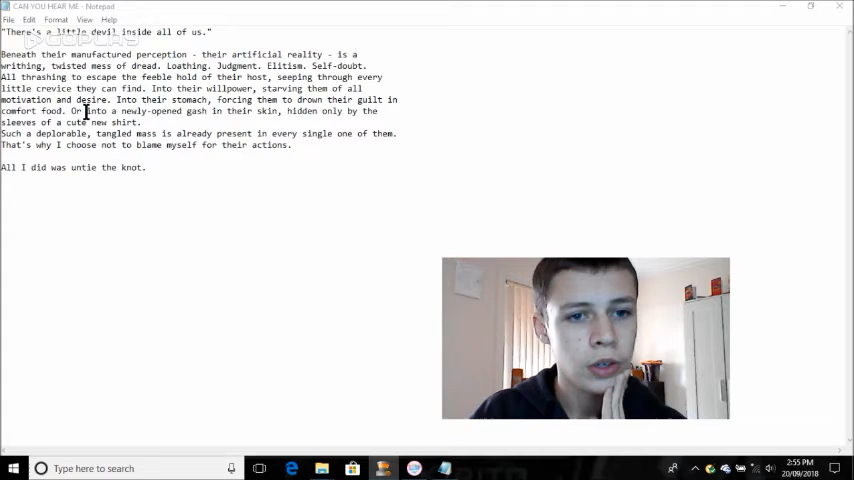 CAN YOU HEAR ME - Notepad
File Edit Format View Help
"There's a little devil inside all of us."
GOPLAY
Beneath their manufactured perception - their artificial reality - is a
writhing, twisted mess of dread. Loathing. Judgment. Elitism. Self-doubt.
All thrashing to escape the feeble hold of their host, seeping through every
little crevice they can find. Into their willpower, starving them of all
motivation and desire. Into their stomach, forcing them to drown their guilt in
comfort food. Or into a newly-opened gash in their skin, hidden only by the
sleeves of a cute new shirt.
Such a deplorable, tangled mass is already present in every single one of them.
That's why I choose not to blame myself for their actions.
All I did was untie the knot.
Type here to search
2:55 PM
20/09/2018